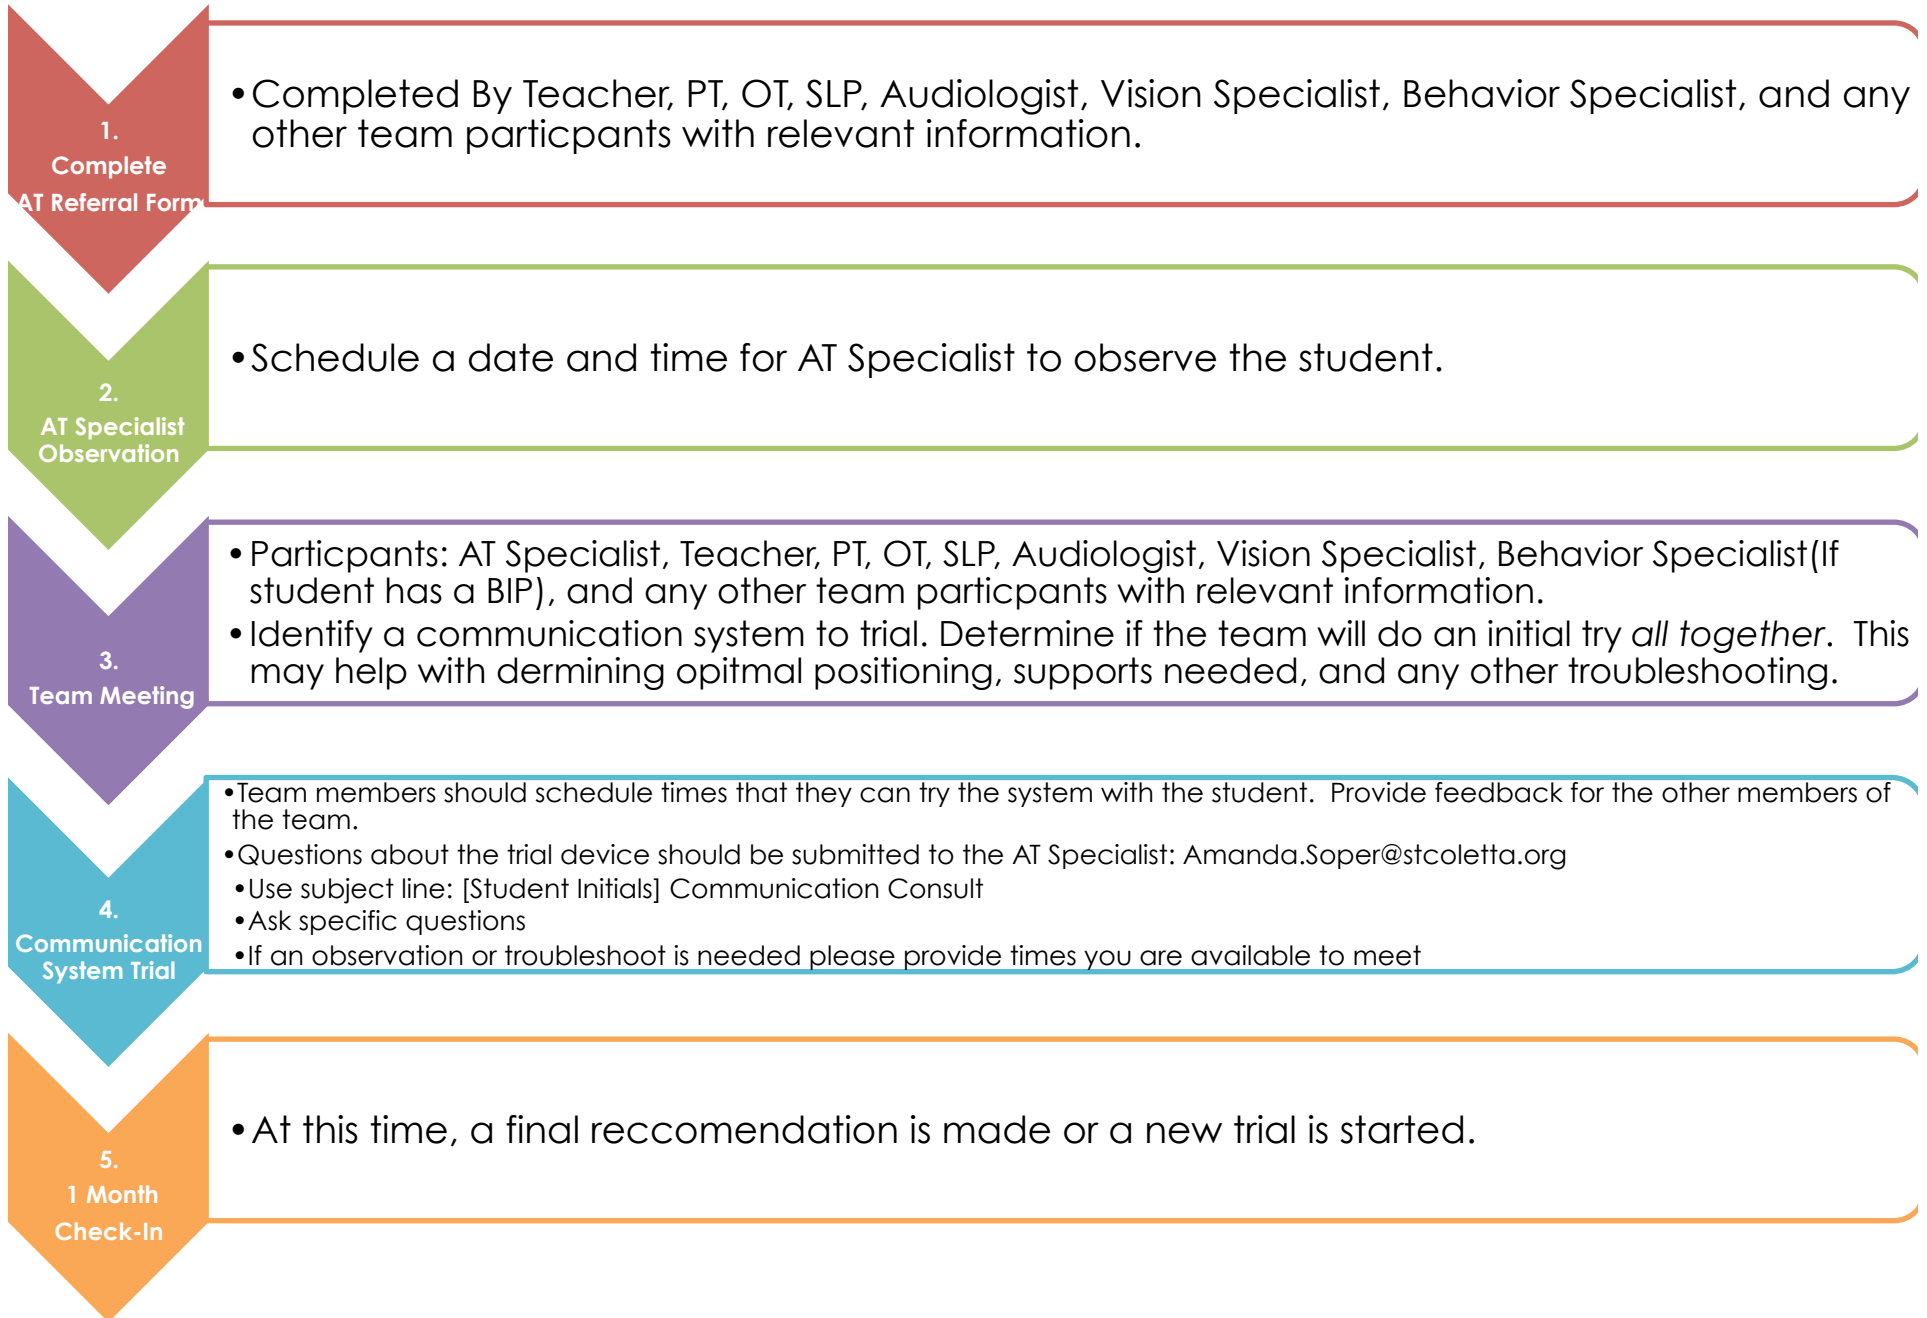 1.
Complete
AT Referral Form
•Completed By Teacher, PT, OT, SLP, Audiologist, Vision Specialist, Behavior Specialist, and any
other team particpants with relevant information.
2.
AT Specialist
Observation
•Schedule a date and time for AT Specialist to observe the student.
3.
Team Meeting
•Particpants: AT Specialist, Teacher, PT, OT, SLP, Audiologist, Vision Specialist, Behavior Specialist(If
student has a BIP), and any other team particpants with relevant information.
•Identify a communication system to trial. Determine if the team will do an initial try all together.  This
may help with dermining opitmal positioning, supports needed, and any other troubleshooting.
4.
Communication
System Trial
•Team members should schedule times that they can try the system with the student.  Provide feedback for the other members of
the team.
•Questions about the trial device should be submitted to the AT Specialist: Amanda.Soper@stcoletta.org
•Use subject line: [Student Initials] Communication Consult
•Ask specific questions
•If an observation or troubleshoot is needed please provide times you are available to meet
5.
1 Month
Check-In
•At this time, a final reccomendation is made or a new trial is started.